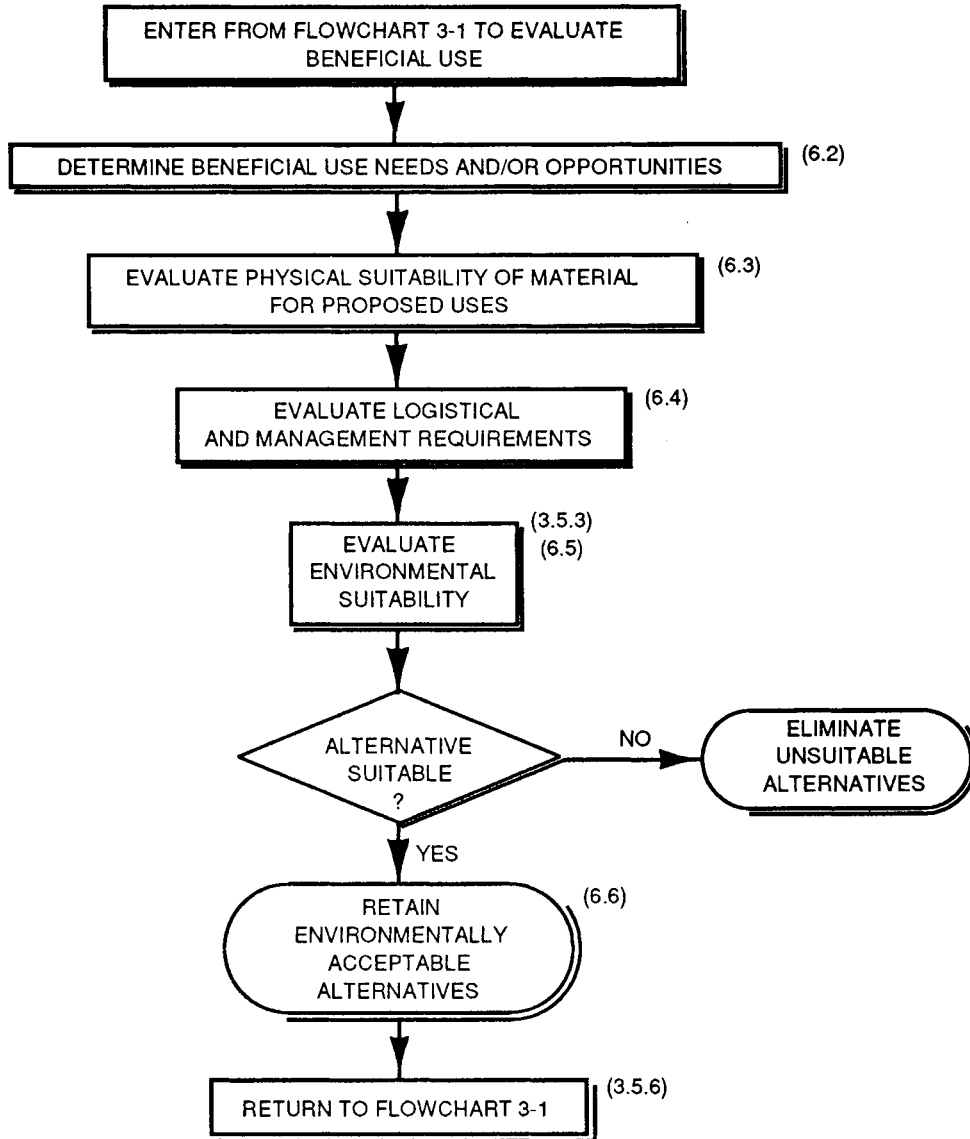 ENTER FROM FLOWCHART 3-1 TO EVALUATE
BENEFICIAL USE
DETERMINE BENEFICIAL USE NEEDS AND/OR OPPORTUNITIES
(6.2)
EVALUATE PHYSICAL SUITABILITY OF MATERIAL
FOR PROPOSED USES
(6.3)
EVALUATE LOGISTICAL
AND MANAGEMENT REQUIREMENTS
(6.4)
(3.5.3)
(6.5)
EVALUATE
ENVIRONMENTAL
SUITABILITY
ALTERNATIVE
SUITABLE
?
NO
ELIMINATE
UNSUITABLE
ALTERNATIVES
YES
RETAIN
ENVIRONMENTALLY
ACCEPTABLE
ALTERNATIVES
(6.6)
RETURN TO FLOWCHART 3-1
(3.5.6)